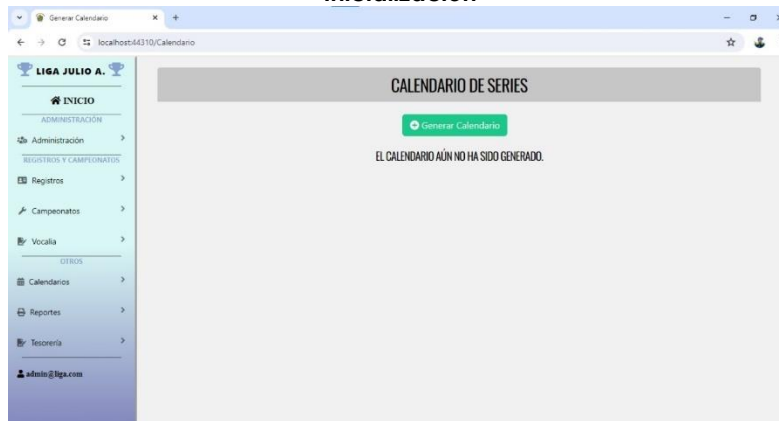 Inicialización
Generar Calendario
localhost:44310/Calendario
LIGA JULIO A.
INICIO
ADMINISTRACIÓN
Administración
REGISTROS Y CAMPEONATOS
Registros
Campeonatos
Vocalia
OTROS
Calendarios
Reportes
Tesorería
admin@liga.com
CALENDARIO DE SERIES
Generar Calendario
EL CALENDARIO AÚN NO HA SIDO GENERADO.